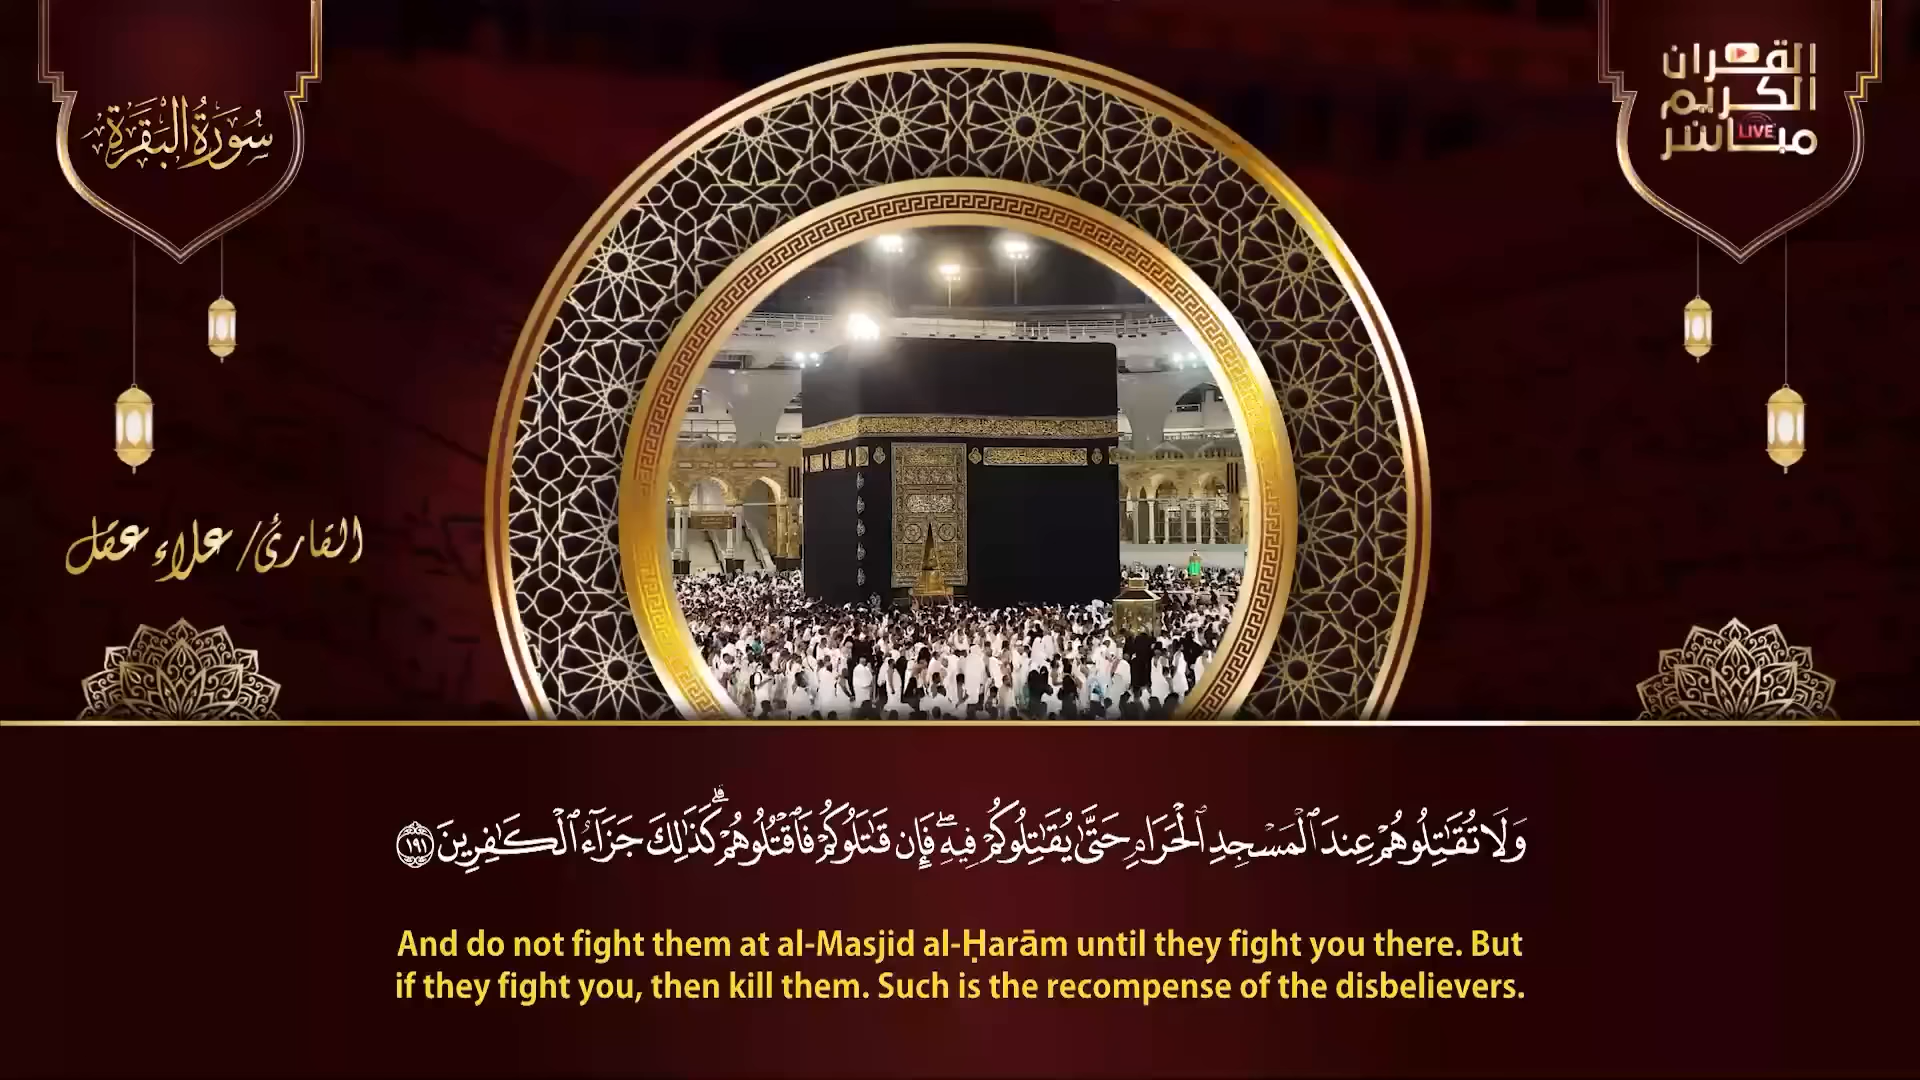 سُورَةُ البَقَرَةِ
القران
الكريم
مباشر
LIVE
القارئ/ علاء عقل
وَلَا تُقَٰتِلُوهُمْ عِندَ ٱلْمَسْجِدِ ٱلْحَرَامِ حَتَّىٰ يُقَٰتِلُوكُمْ فِيهِ ۖ فَإِن قَٰتَلُوكُمْ فَٱقْتُلُوهُمْ ۗ كَذَٰلِكَ جَزَآءُ ٱلْكَٰفِرِينَ ١٩١
And do not fight them at al-Masjid al-Ḥarām until they fight you there. But
if they fight you, then kill them. Such is the recompense of the disbelievers.